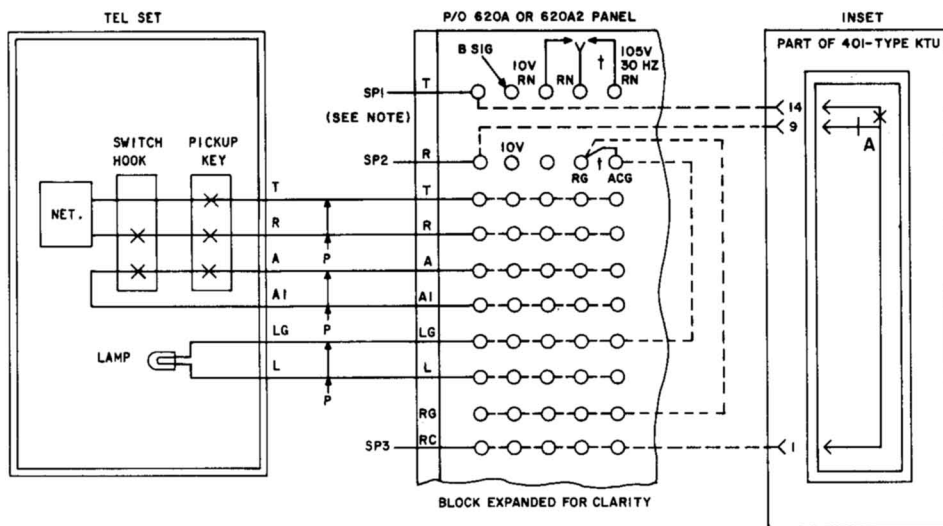 TEL SET
P/O 620A OR 620A2 PANEL
INSET
PART OF 401-TYPE KTU
B SIG
10V
RN
RN
†
105V
30 HZ
RN
SP1
T
(SEE NOTE)
14
9
A
SWITCH
HOOK
PICKUP
KEY
SP2
R
10V
RG
†
ACG
NET.
T
T
R
P
R
A
A
A1
P
A1
LG
LG
LAMP
L
P
L
RG
SP3
RC
1
BLOCK EXPANDED FOR CLARITY